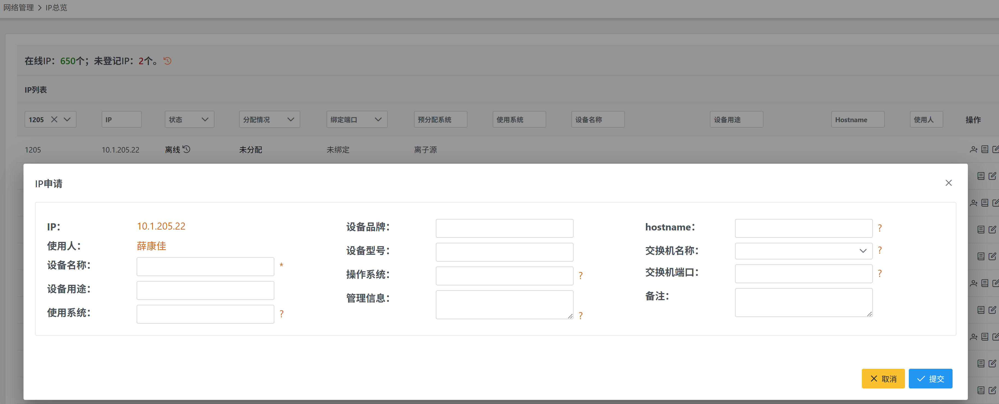 网络管理 > IP总览
在线IP：650个；未登记IP：2个。
IP列表
1205 IP 状态 分配情况 绑定端口 预分配系统 使用系统 设备名称 设备用途 Hostname 使用人 操作
1205 10.1.205.22 离线 未分配 未绑定 离子源
IP申请
IP： 10.1.205.22
使用人： 薛康佳
设备名称： *
设备用途：
使用系统： ?
设备品牌：
设备型号：
操作系统： ?
管理信息： ?
hostname： ?
交换机名称： ?
交换机端口： ?
备注：
取消 提交